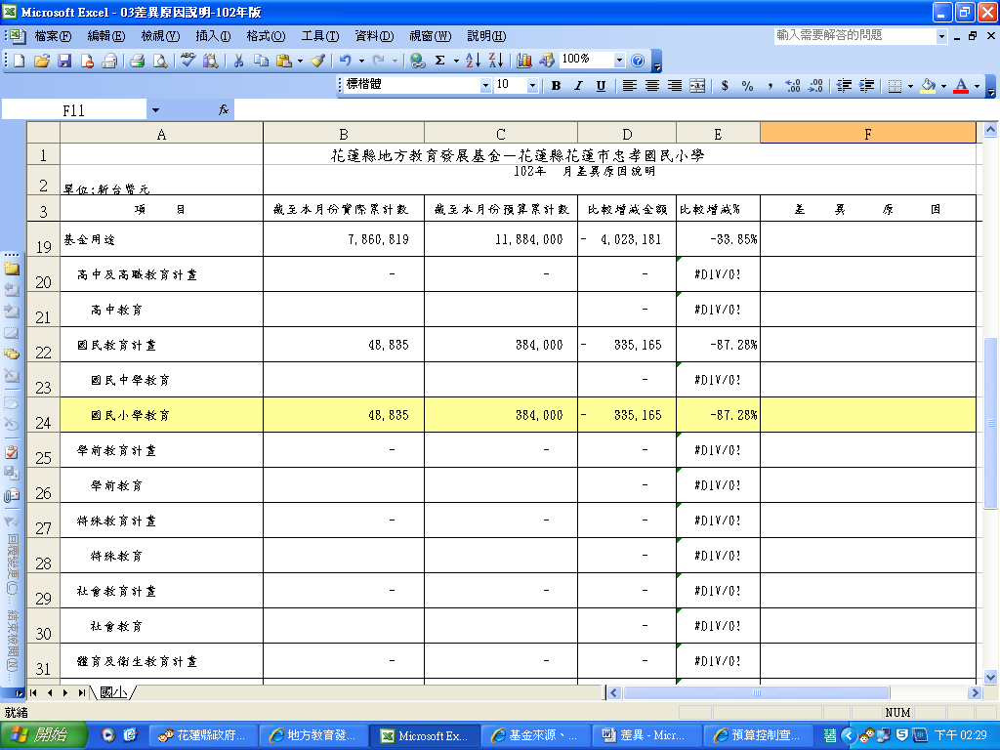 Microsoft Excel - 03差異原因說明-102年版
檔案(F) 編輯(E) 檢視(V) 插入(I) 格式(O) 工具(T) 資料(D) 視窗(W) 說明(H) 輸入需要解答的問題
100%
標楷體 10 B I U $ %
F11 fx
A B C D E F
1 花蓮縣地方教育發展基金—花蓮縣花蓮市忠孝國民小學
2 單位:新台幣元 102年 月差異原因說明
3 項 目 截至本月份實際累計數 截至本月份預算累計數 比較增減金額 比較增減% 差 異 原 因
19 基金用途 7,860,819 11,884,000 - 4,023,181 -33.85%
20 高中及高職教育計畫 - - - #DIV/0!
21 高中教育 - #DIV/0!
22 國民教育計畫 48,835 384,000 - 335,165 -87.28%
23 國民中學教育 - #DIV/0!
24 國民小學教育 48,835 384,000 - 335,165 -87.28%
25 學前教育計畫 - - - #DIV/0!
26 學前教育 - #DIV/0!
27 特殊教育計畫 - - - #DIV/0!
28 特殊教育 - #DIV/0!
29 社會教育計畫 - - - #DIV/0!
30 社會教育 - #DIV/0!
31 體育及衛生教育計畫 - - - #DIV/0!
回覆變更(C)... 結束檢閱(N)...
國小
就緒 NUM
開始 花蓮縣政府... 地方教育發... Microsoft Ex... 基金來源、... 差異 - Micr... 預算控制查... 下午 02:29